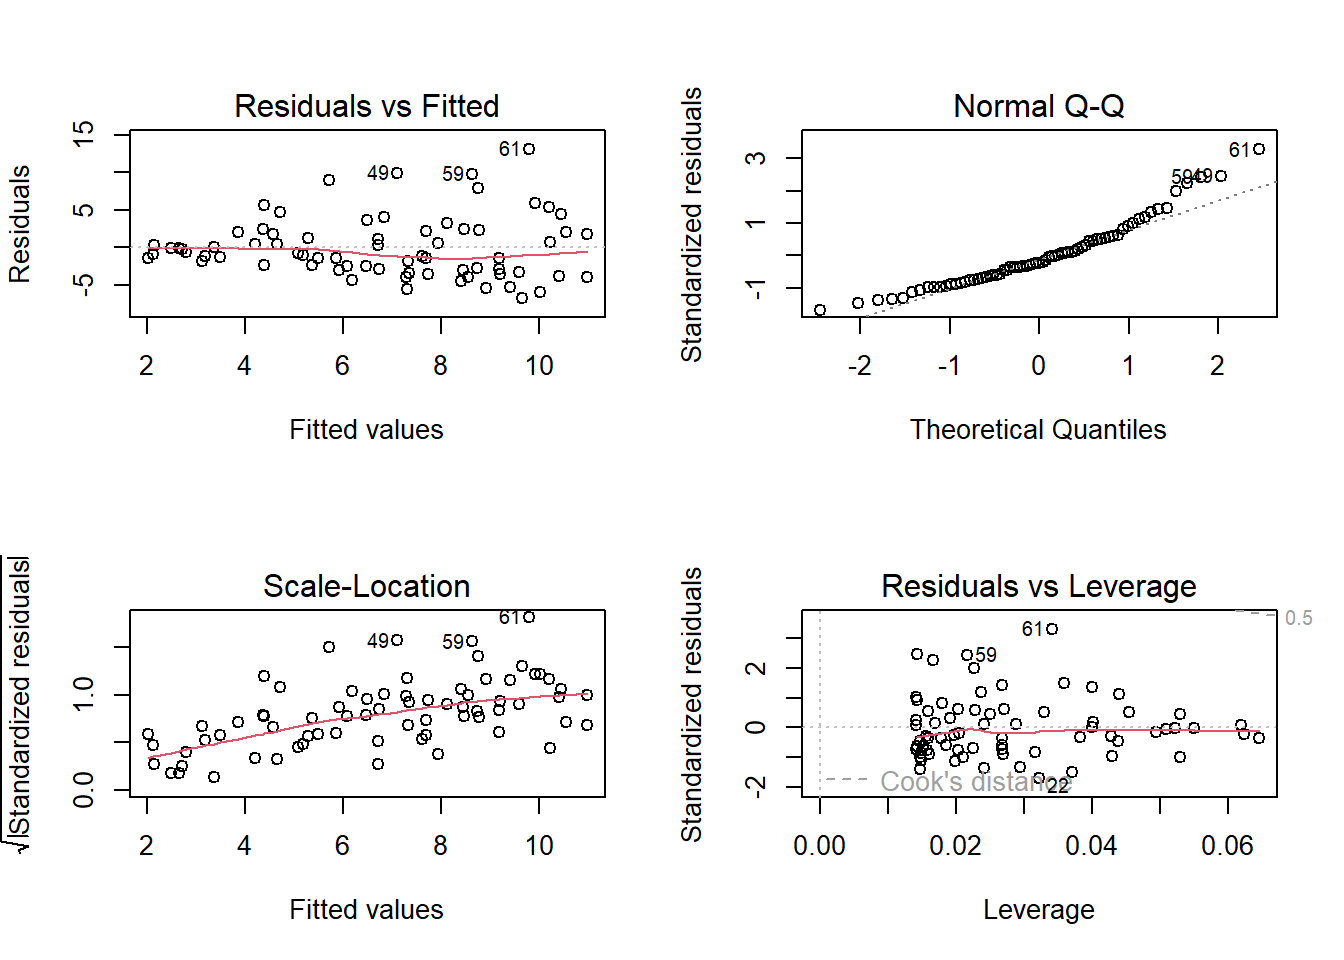 Residuals vs Fitted
Residuals
15
5
-5
61
49
59
2 4 6 8 10
Fitted values
Normal Q-Q
Standardized residuals
3
1
-1
61
5949
-2 -1 0 1 2
Theoretical Quantiles
Scale-Location
√|Standardized residuals|
1.0
0.0
61
49
59
2 4 6 8 10
Fitted values
Residuals vs Leverage
Standardized residuals
2
0
-2
0.5
61
59
Cook's distance
22
0.00 0.02 0.04 0.06
Leverage